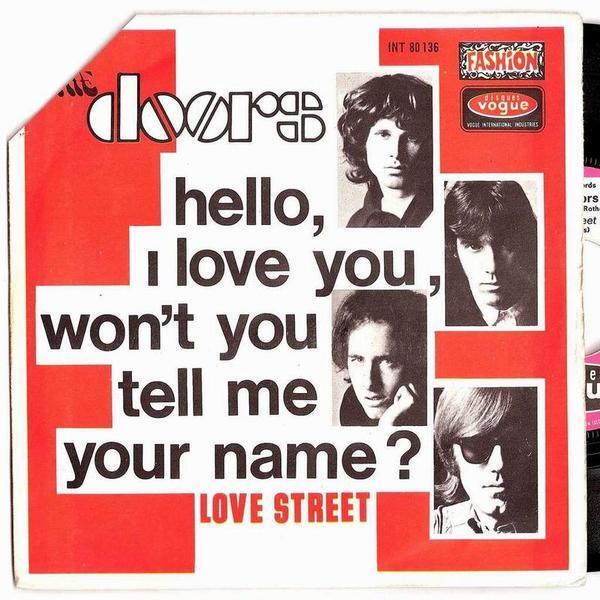 THE
doors
INT 80 136
FASHION
disques
vogue
VOGUE INTERNATIONAL INDUSTRIES
hello,
I love you,
won't you
tell me
your name?
LOVE STREET